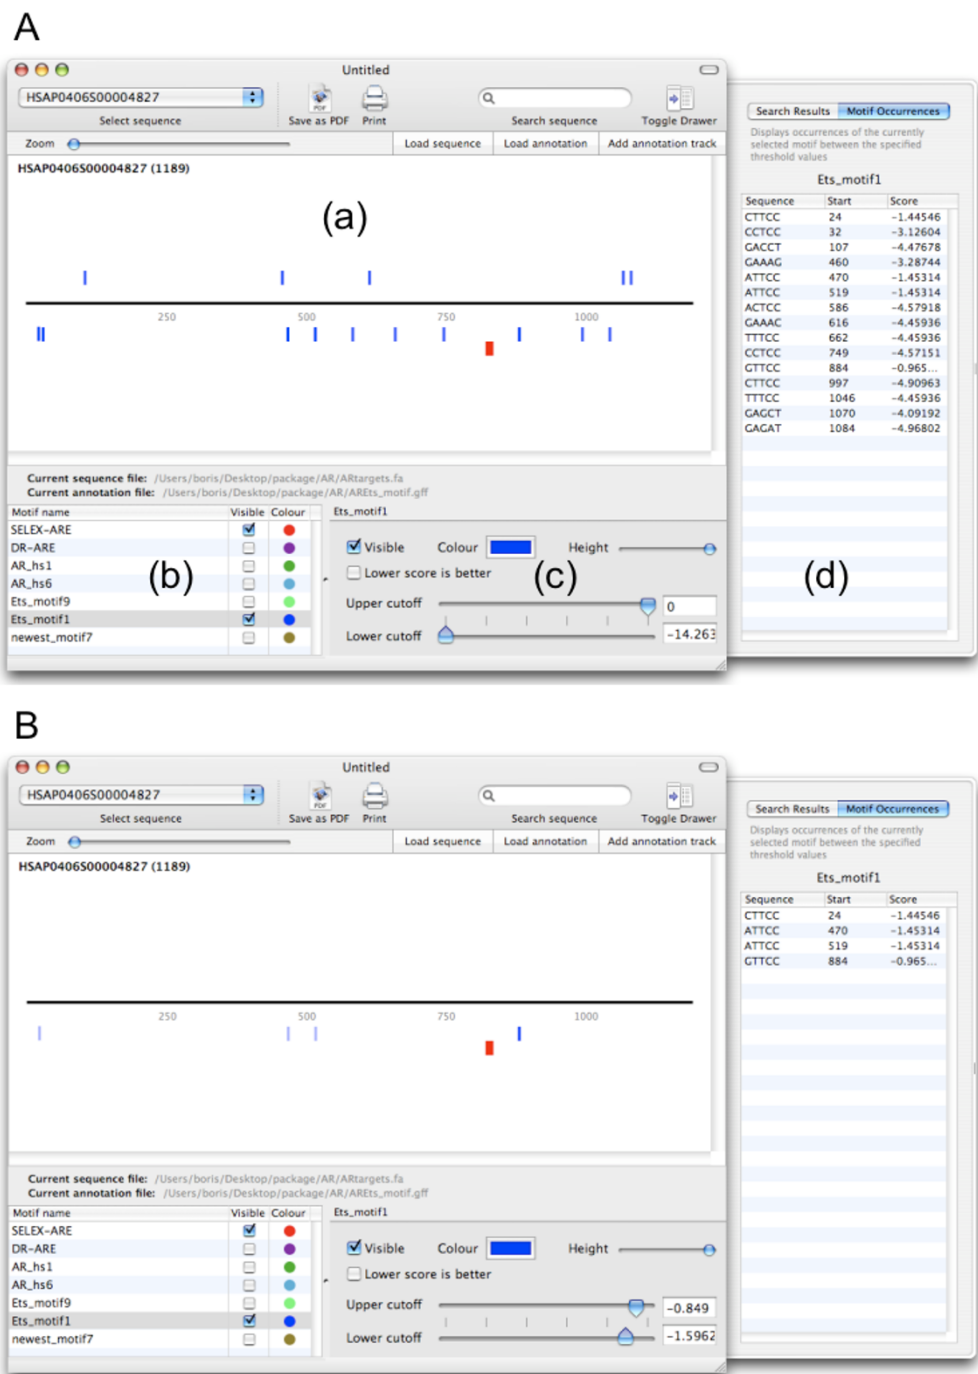 A
Untitled
HSAP0406S00004827
Select sequence
Save as PDF
Print
Search sequence
Toggle Drawer
Zoom
Load sequence
Load annotation
Add annotation track
HSAP0406S00004827 (1189)
(a)
250 500 750 1000
Current sequence file: /Users/boris/Desktop/package/AR/ARtargets.fa
Current annotation file: /Users/boris/Desktop/package/AR/AREts_motif.gff
Motif name Visible Colour
SELEX-ARE
DR-ARE
AR_hs1
AR_hs6
Ets_motif9
Ets_motif1
newest_motif7
(b)
Ets_motif1
Visible Colour Height
Lower score is better
(c)
Upper cutoff 0
Lower cutoff -14.263
Search Results Motif Occurrences
Displays occurrences of the currently
selected motif between the specified
threshold values
Ets_motif1
Sequence Start Score
CTTCC 24 -1.44546
CCTCC 32 -3.12604
GACCT 107 -4.47678
GAAAG 460 -3.28744
ATTCC 470 -1.45314
ATTCC 519 -1.45314
ACTCC 586 -4.57918
GAAAC 616 -4.45936
TTTCC 662 -4.45936
CCTCC 749 -4.57151
GTTCC 884 -0.965...
CTTCC 997 -4.90963
TTTCC 1046 -4.45936
GAGCT 1070 -4.09192
GAGAT 1084 -4.96802
(d)
B
Untitled
HSAP0406S00004827
Select sequence
Save as PDF
Print
Search sequence
Toggle Drawer
Zoom
Load sequence
Load annotation
Add annotation track
HSAP0406S00004827 (1189)
250 500 750 1000
Current sequence file: /Users/boris/Desktop/package/AR/ARtargets.fa
Current annotation file: /Users/boris/Desktop/package/AR/AREts_motif.gff
Motif name Visible Colour
SELEX-ARE
DR-ARE
AR_hs1
AR_hs6
Ets_motif9
Ets_motif1
newest_motif7
Ets_motif1
Visible Colour Height
Lower score is better
Upper cutoff -0.849
Lower cutoff -1.5962
Search Results Motif Occurrences
Displays occurrences of the currently
selected motif between the specified
threshold values
Ets_motif1
Sequence Start Score
CTTCC 24 -1.44546
ATTCC 470 -1.45314
ATTCC 519 -1.45314
GTTCC 884 -0.965...